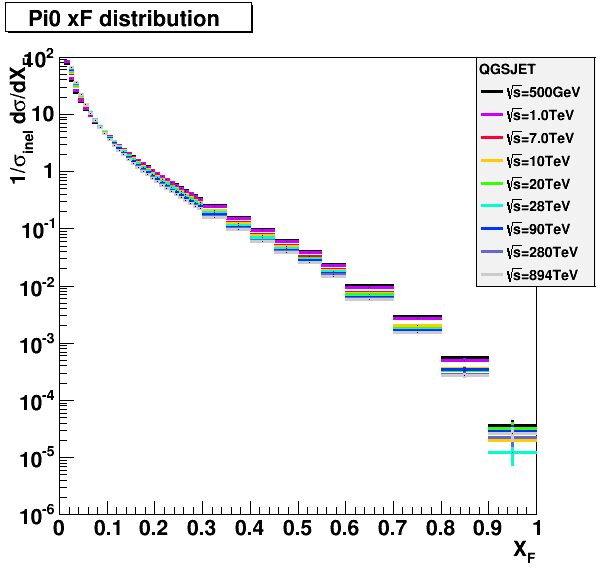 Pi0 xF distribution
1/σinel dσ/dXF
10²
10
1
10⁻¹
10⁻²
10⁻³
10⁻⁴
10⁻⁵
10⁻⁶
QGSJET
√s=500GeV
√s=1.0TeV
√s=7.0TeV
√s=10TeV
√s=20TeV
√s=28TeV
√s=90TeV
√s=280TeV
√s=894TeV
0 0.1 0.2 0.3 0.4 0.5 0.6 0.7 0.8 0.9 1
XF